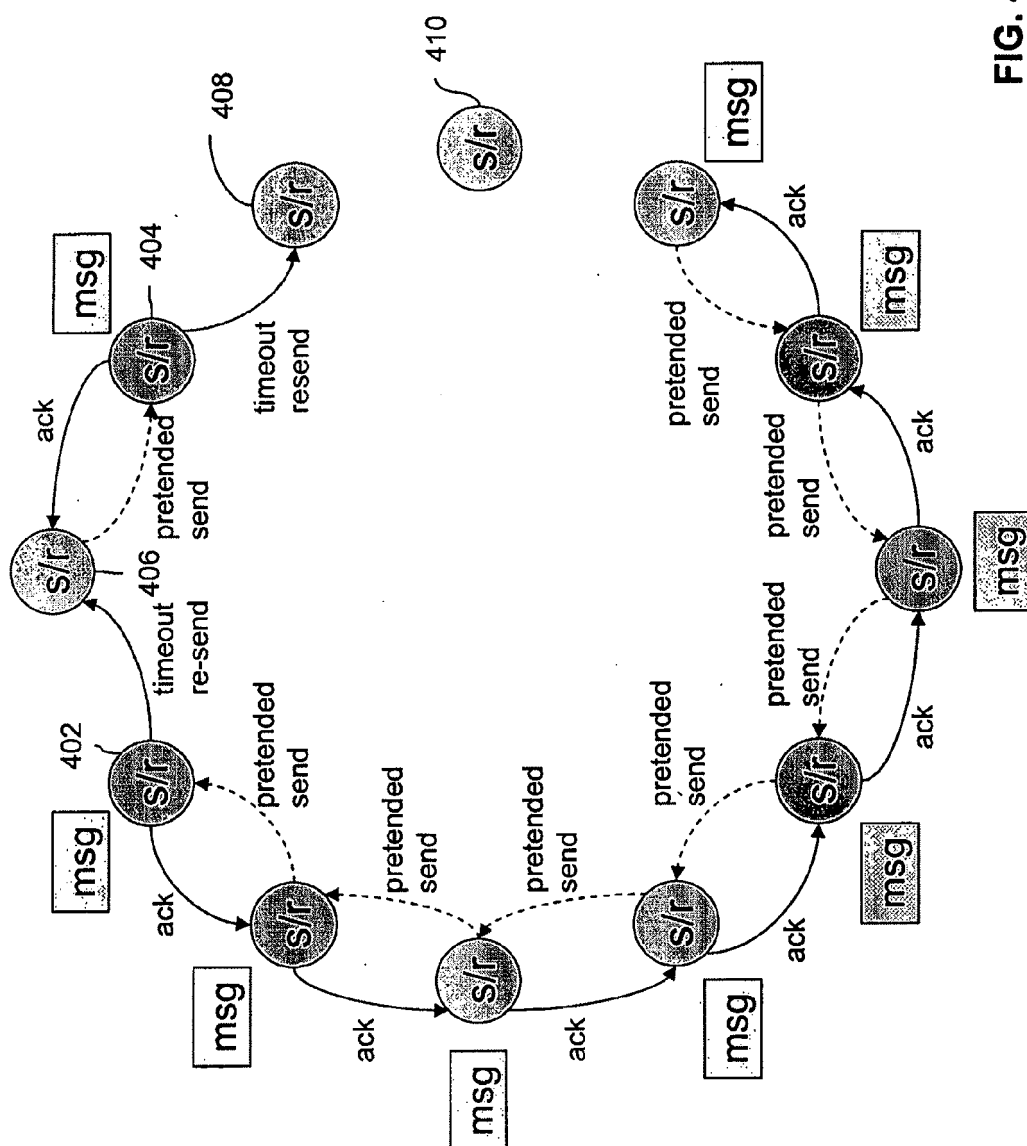 FIG.
410
408
msg
404
s/r
s/r
s/r
timeout
resend
ack
pretended
send
s/r
406
timeout
re-send
402
s/r
msg
ack
pretended
send
s/r
msg
ack
pretended
send
s/r
msg
ack
pretended
send
s/r
msg
ack
pretended
send
s/r
msg
ack
pretended
send
s/r
msg
ack
pretended
send
s/r
msg
ack
pretended
send
s/r
msg